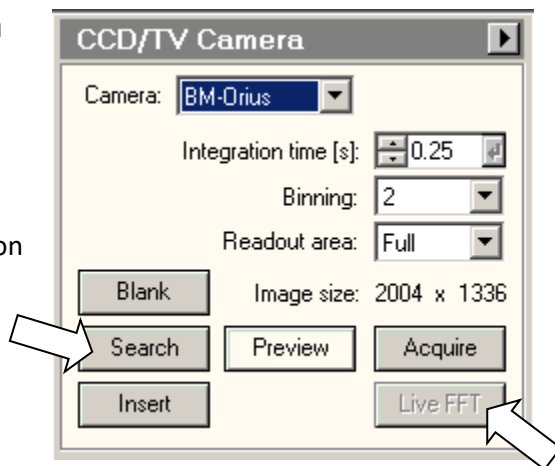 CCD/TV Camera
Camera: BM-Orius
Integration time [s]: 0.25
Binning: 2
on
Readout area: Full
Blank Image size: 2004 x 1336
Search Preview Acquire
Insert Live FFT